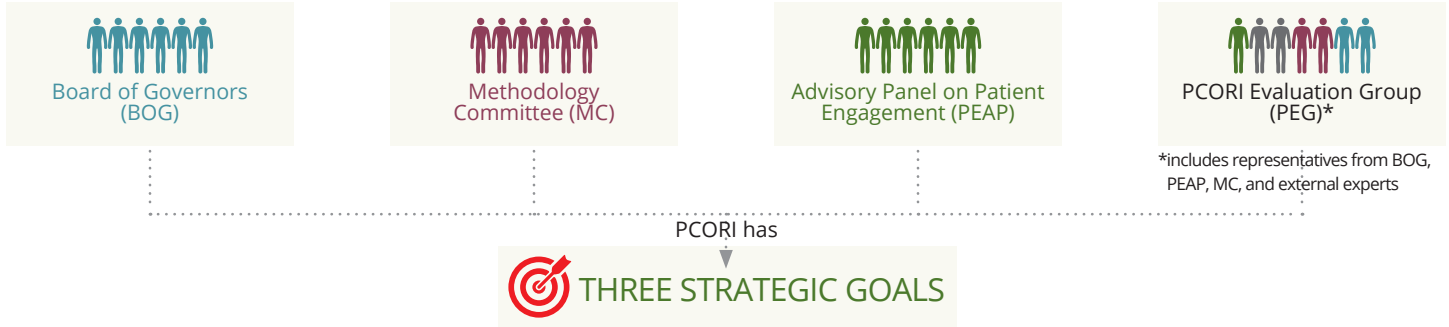 Board of Governors
(BOG)
Methodology
Committee (MC)
Advisory Panel on Patient
Engagement (PEAP)
PCORI Evaluation Group
(PEG)*
*includes representatives from BOG,
PEAP, MC, and external experts
PCORI has
THREE STRATEGIC GOALS